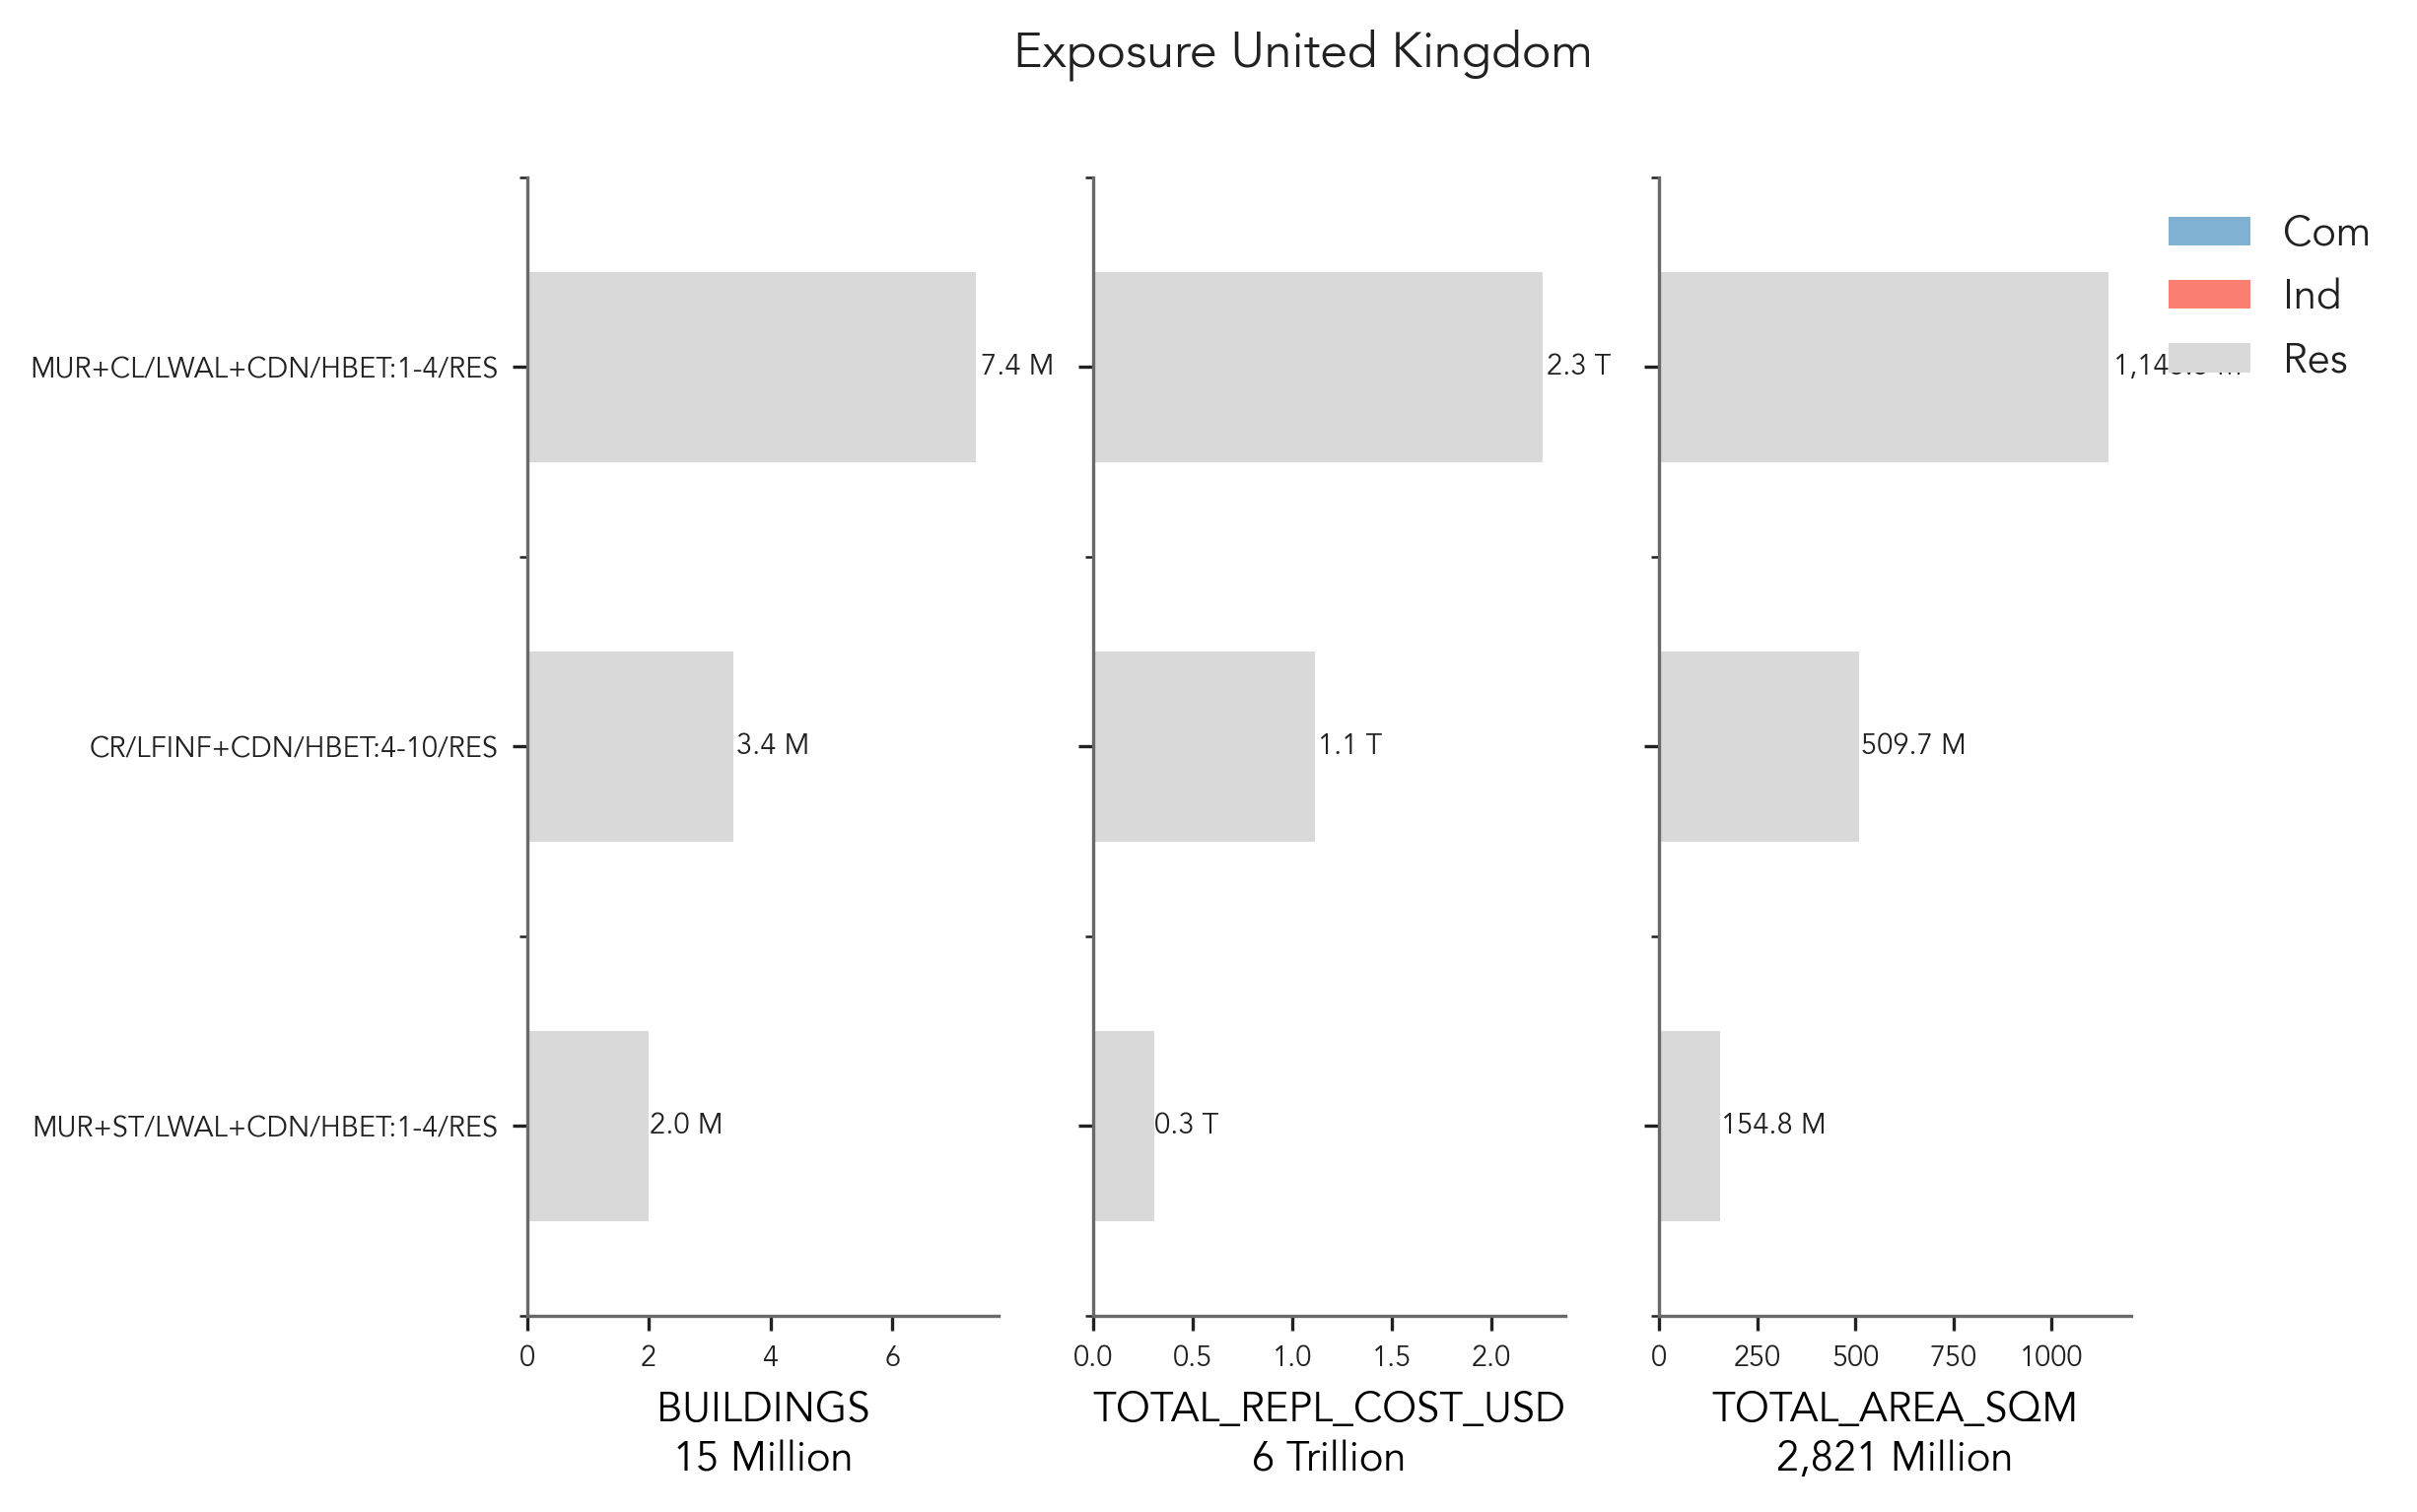 Exposure United Kingdom
Com
Ind
Res
MUR+CL/LWAL+CDN/HBET:1-4/RES
7.4 M
2.3 T
CR/LFINF+CDN/HBET:4-10/RES
3.4 M
1.1 T
509.7 M
MUR+ST/LWAL+CDN/HBET:1-4/RES
2.0 M
0.3 T
154.8 M
0 2 4 6
0.0 0.5 1.0 1.5 2.0
0 250 500 750 1000
BUILDINGS
15 Million
TOTAL_REPL_COST_USD
6 Trillion
TOTAL_AREA_SQM
2,821 Million